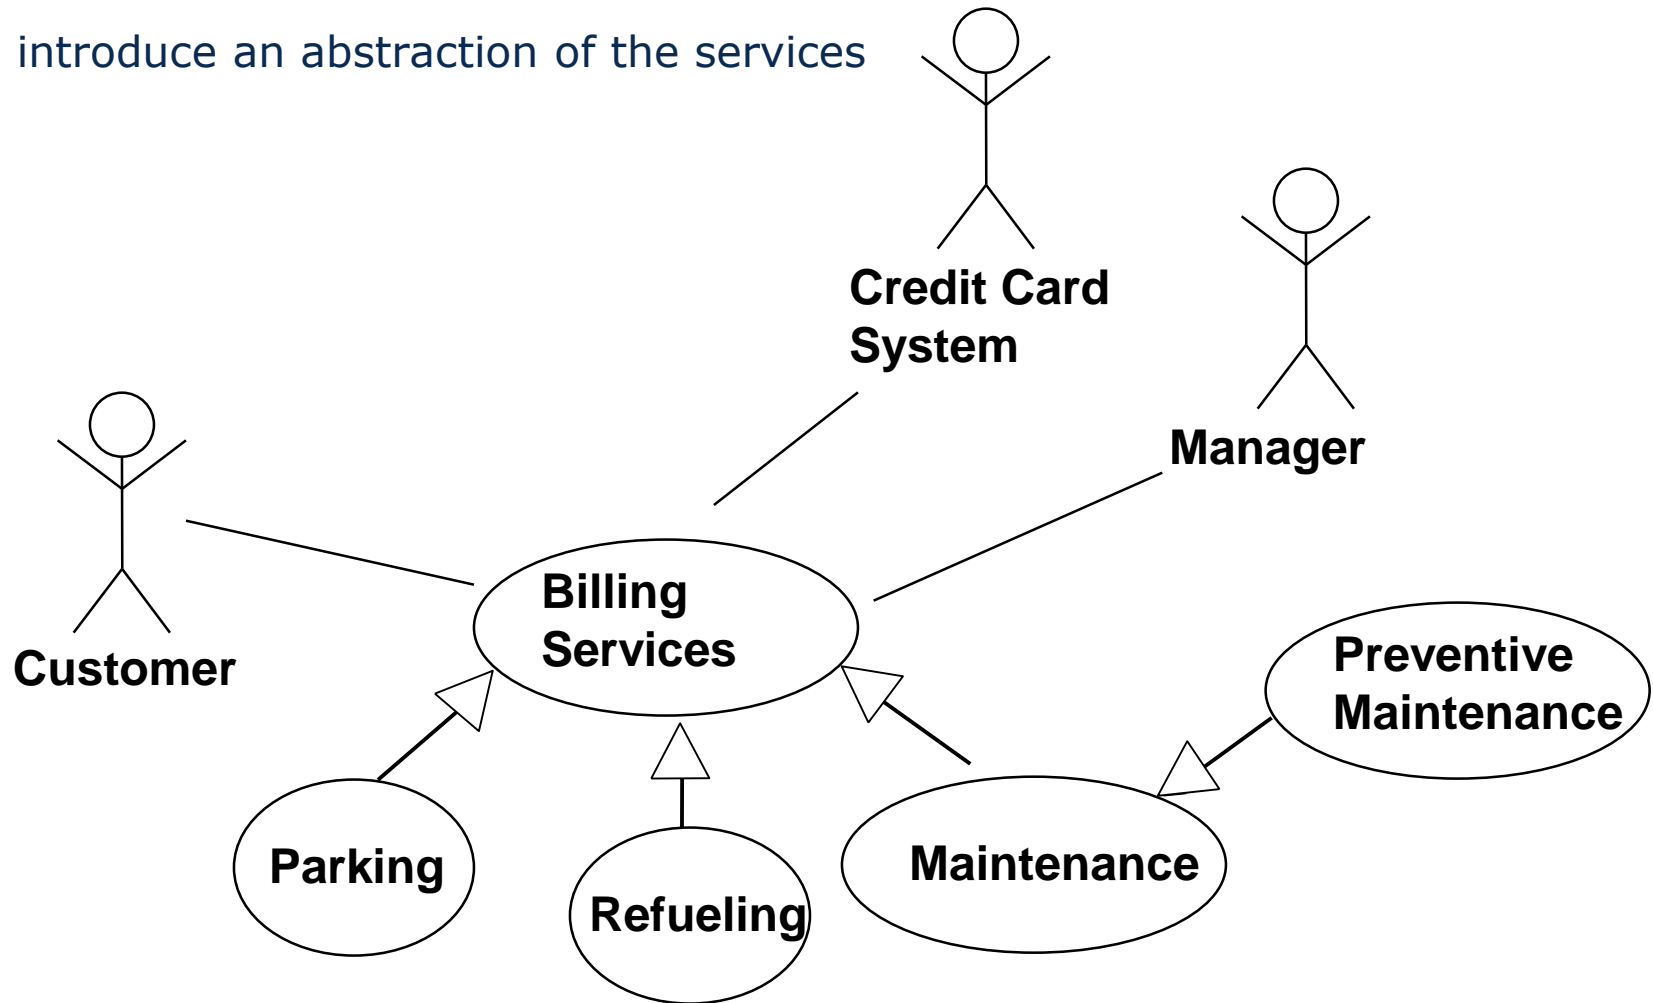 introduce an abstraction of the services
Credit Card
System
Manager
Customer
Billing
Services
Preventive
Maintenance
Parking
Refueling
Maintenance